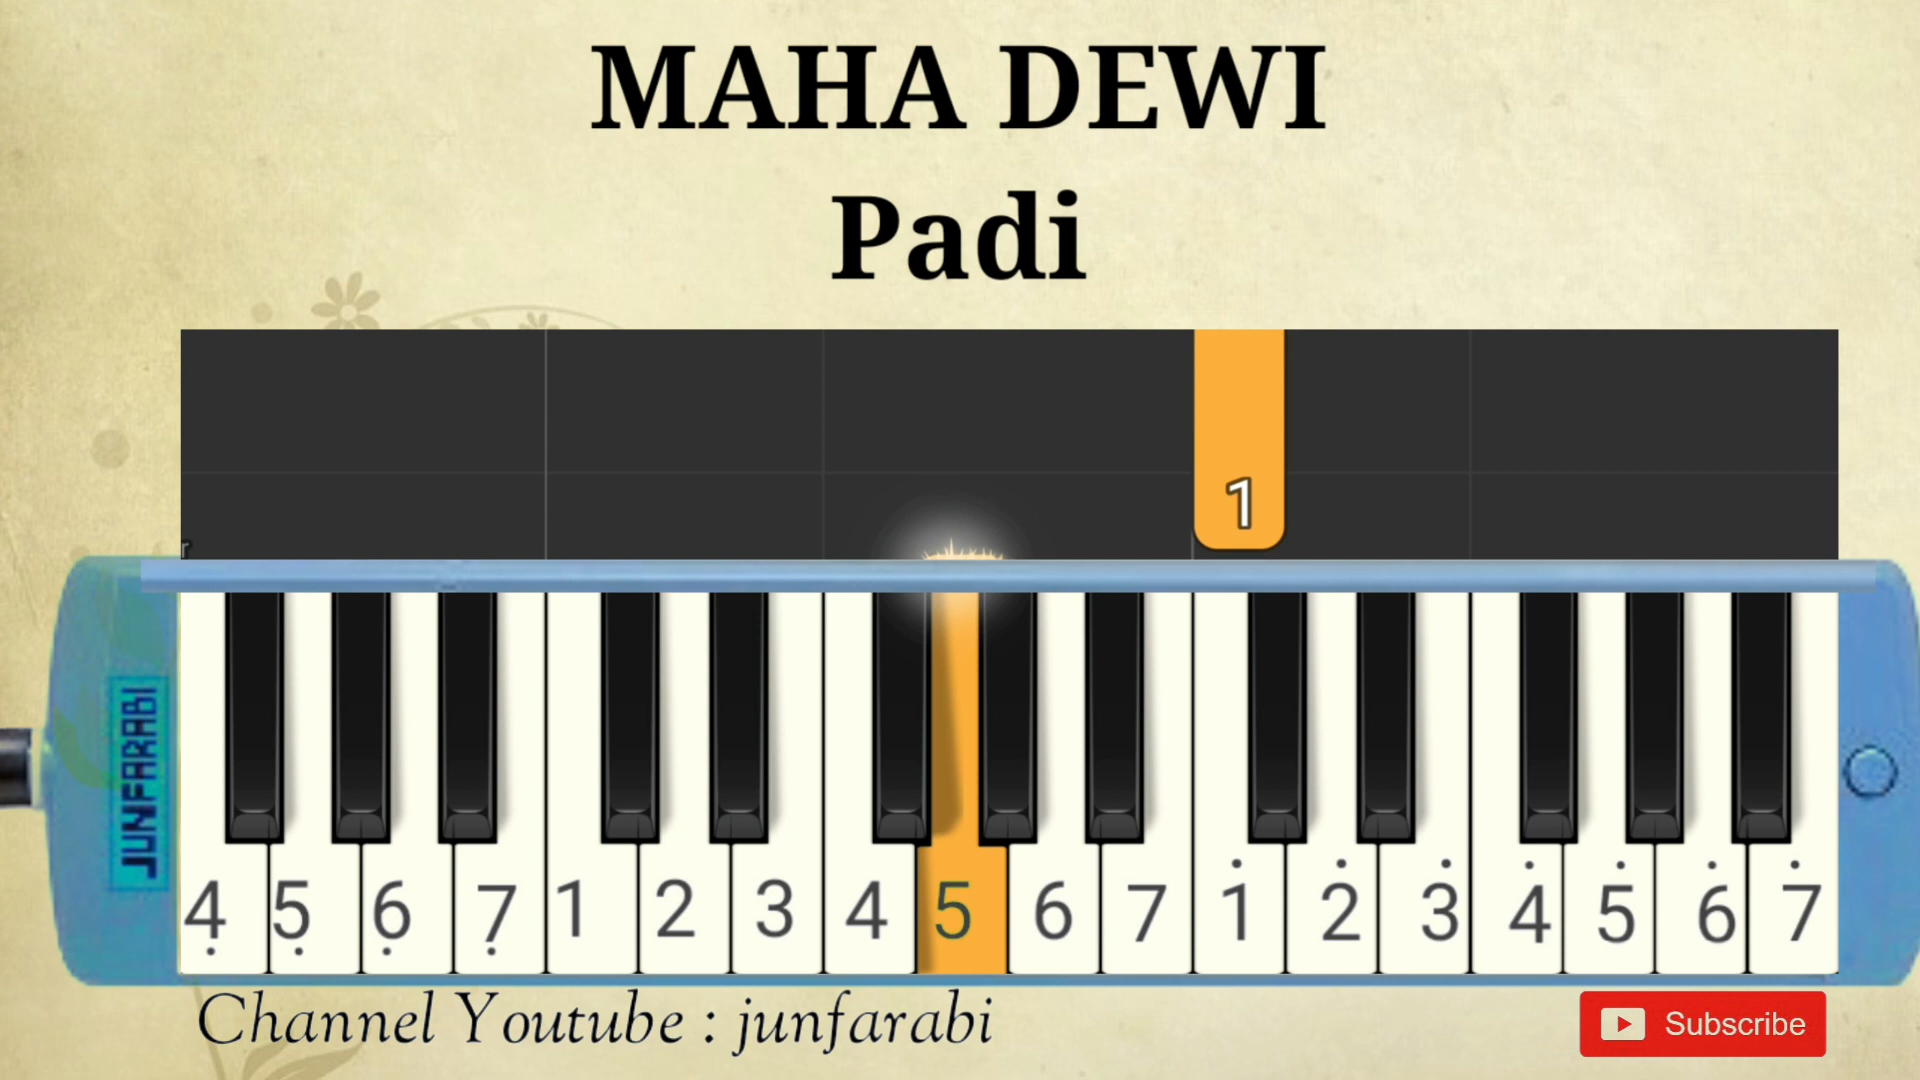 MAHA DEWI
Padi
1
JUNFARABI
4̣ 5̣ 6̣ 7̣ 1 2 3 4 5 6 7 1̇ 2̇ 3̇ 4̇ 5̇ 6̇ 7̇
Channel Youtube : junfarabi
Subscribe